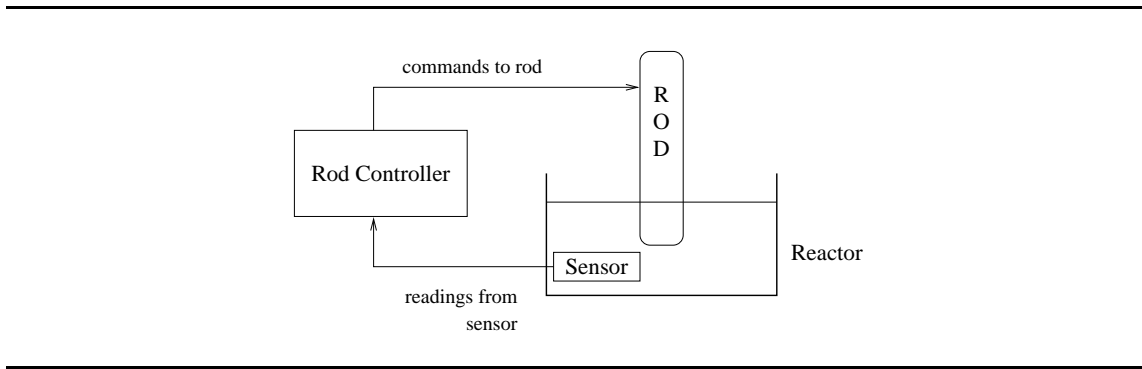 commands to rod
R
O
D
Rod Controller
Sensor
Reactor
readings from
sensor